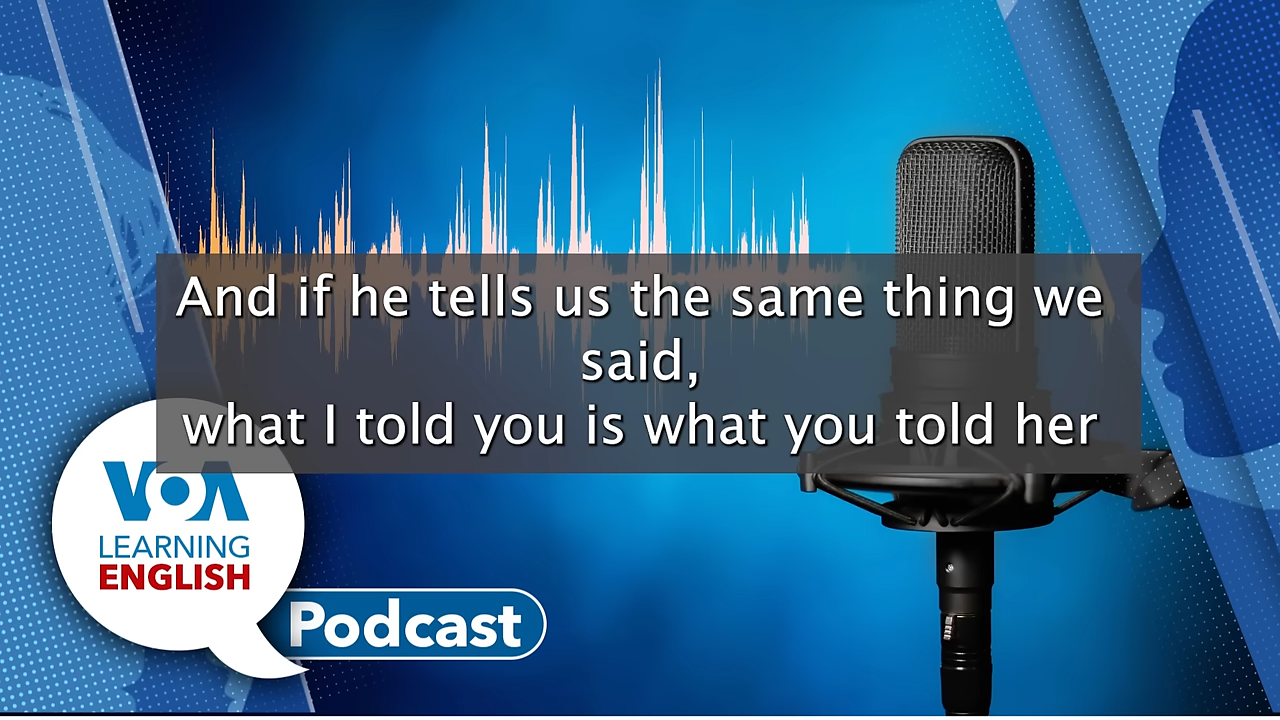 And if he tells us the same thing we
said,
what I told you is what you told her
VOA
LEARNING
ENGLISH
Podcast